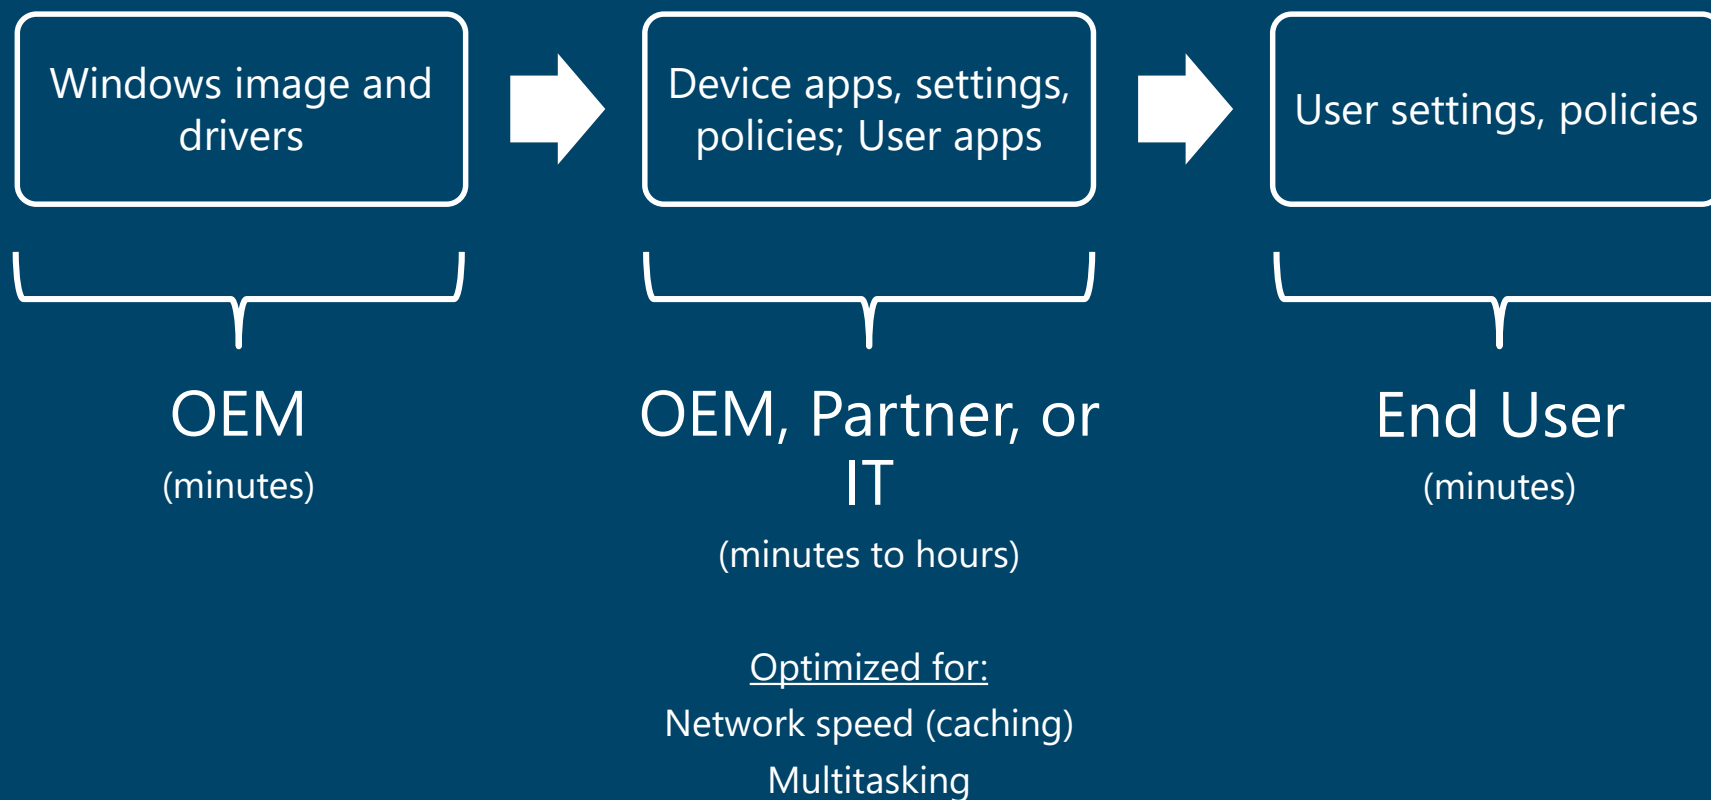 Windows image and
drivers
Device apps, settings,
policies; User apps
User settings, policies
OEM
(minutes)
OEM, Partner, or
IT
(minutes to hours)
Optimized for:
Network speed (caching)
Multitasking
End User
(minutes)